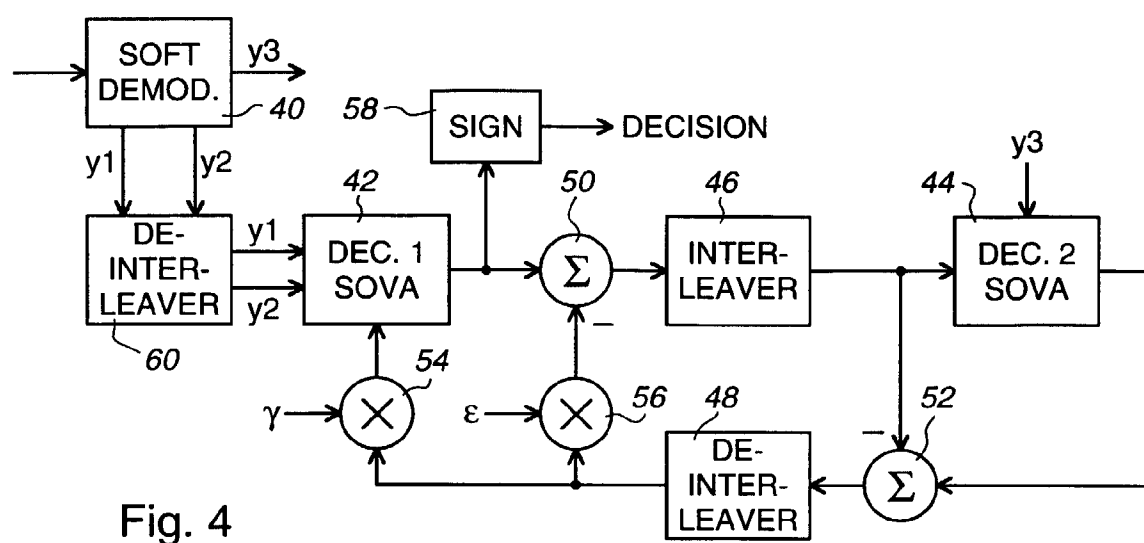 SOFT
DEMOD.
40
y3
y1
y2
58
SIGN
DECISION
DE-
INTER-
LEAVER
60
y1
y2
42
DEC. 1
SOVA
50
Σ
−
46
INTER-
LEAVER
y3
44
DEC. 2
SOVA
γ
×
54
ε
×
56
48
DE-
INTER-
LEAVER
−
52
Σ
Fig. 4